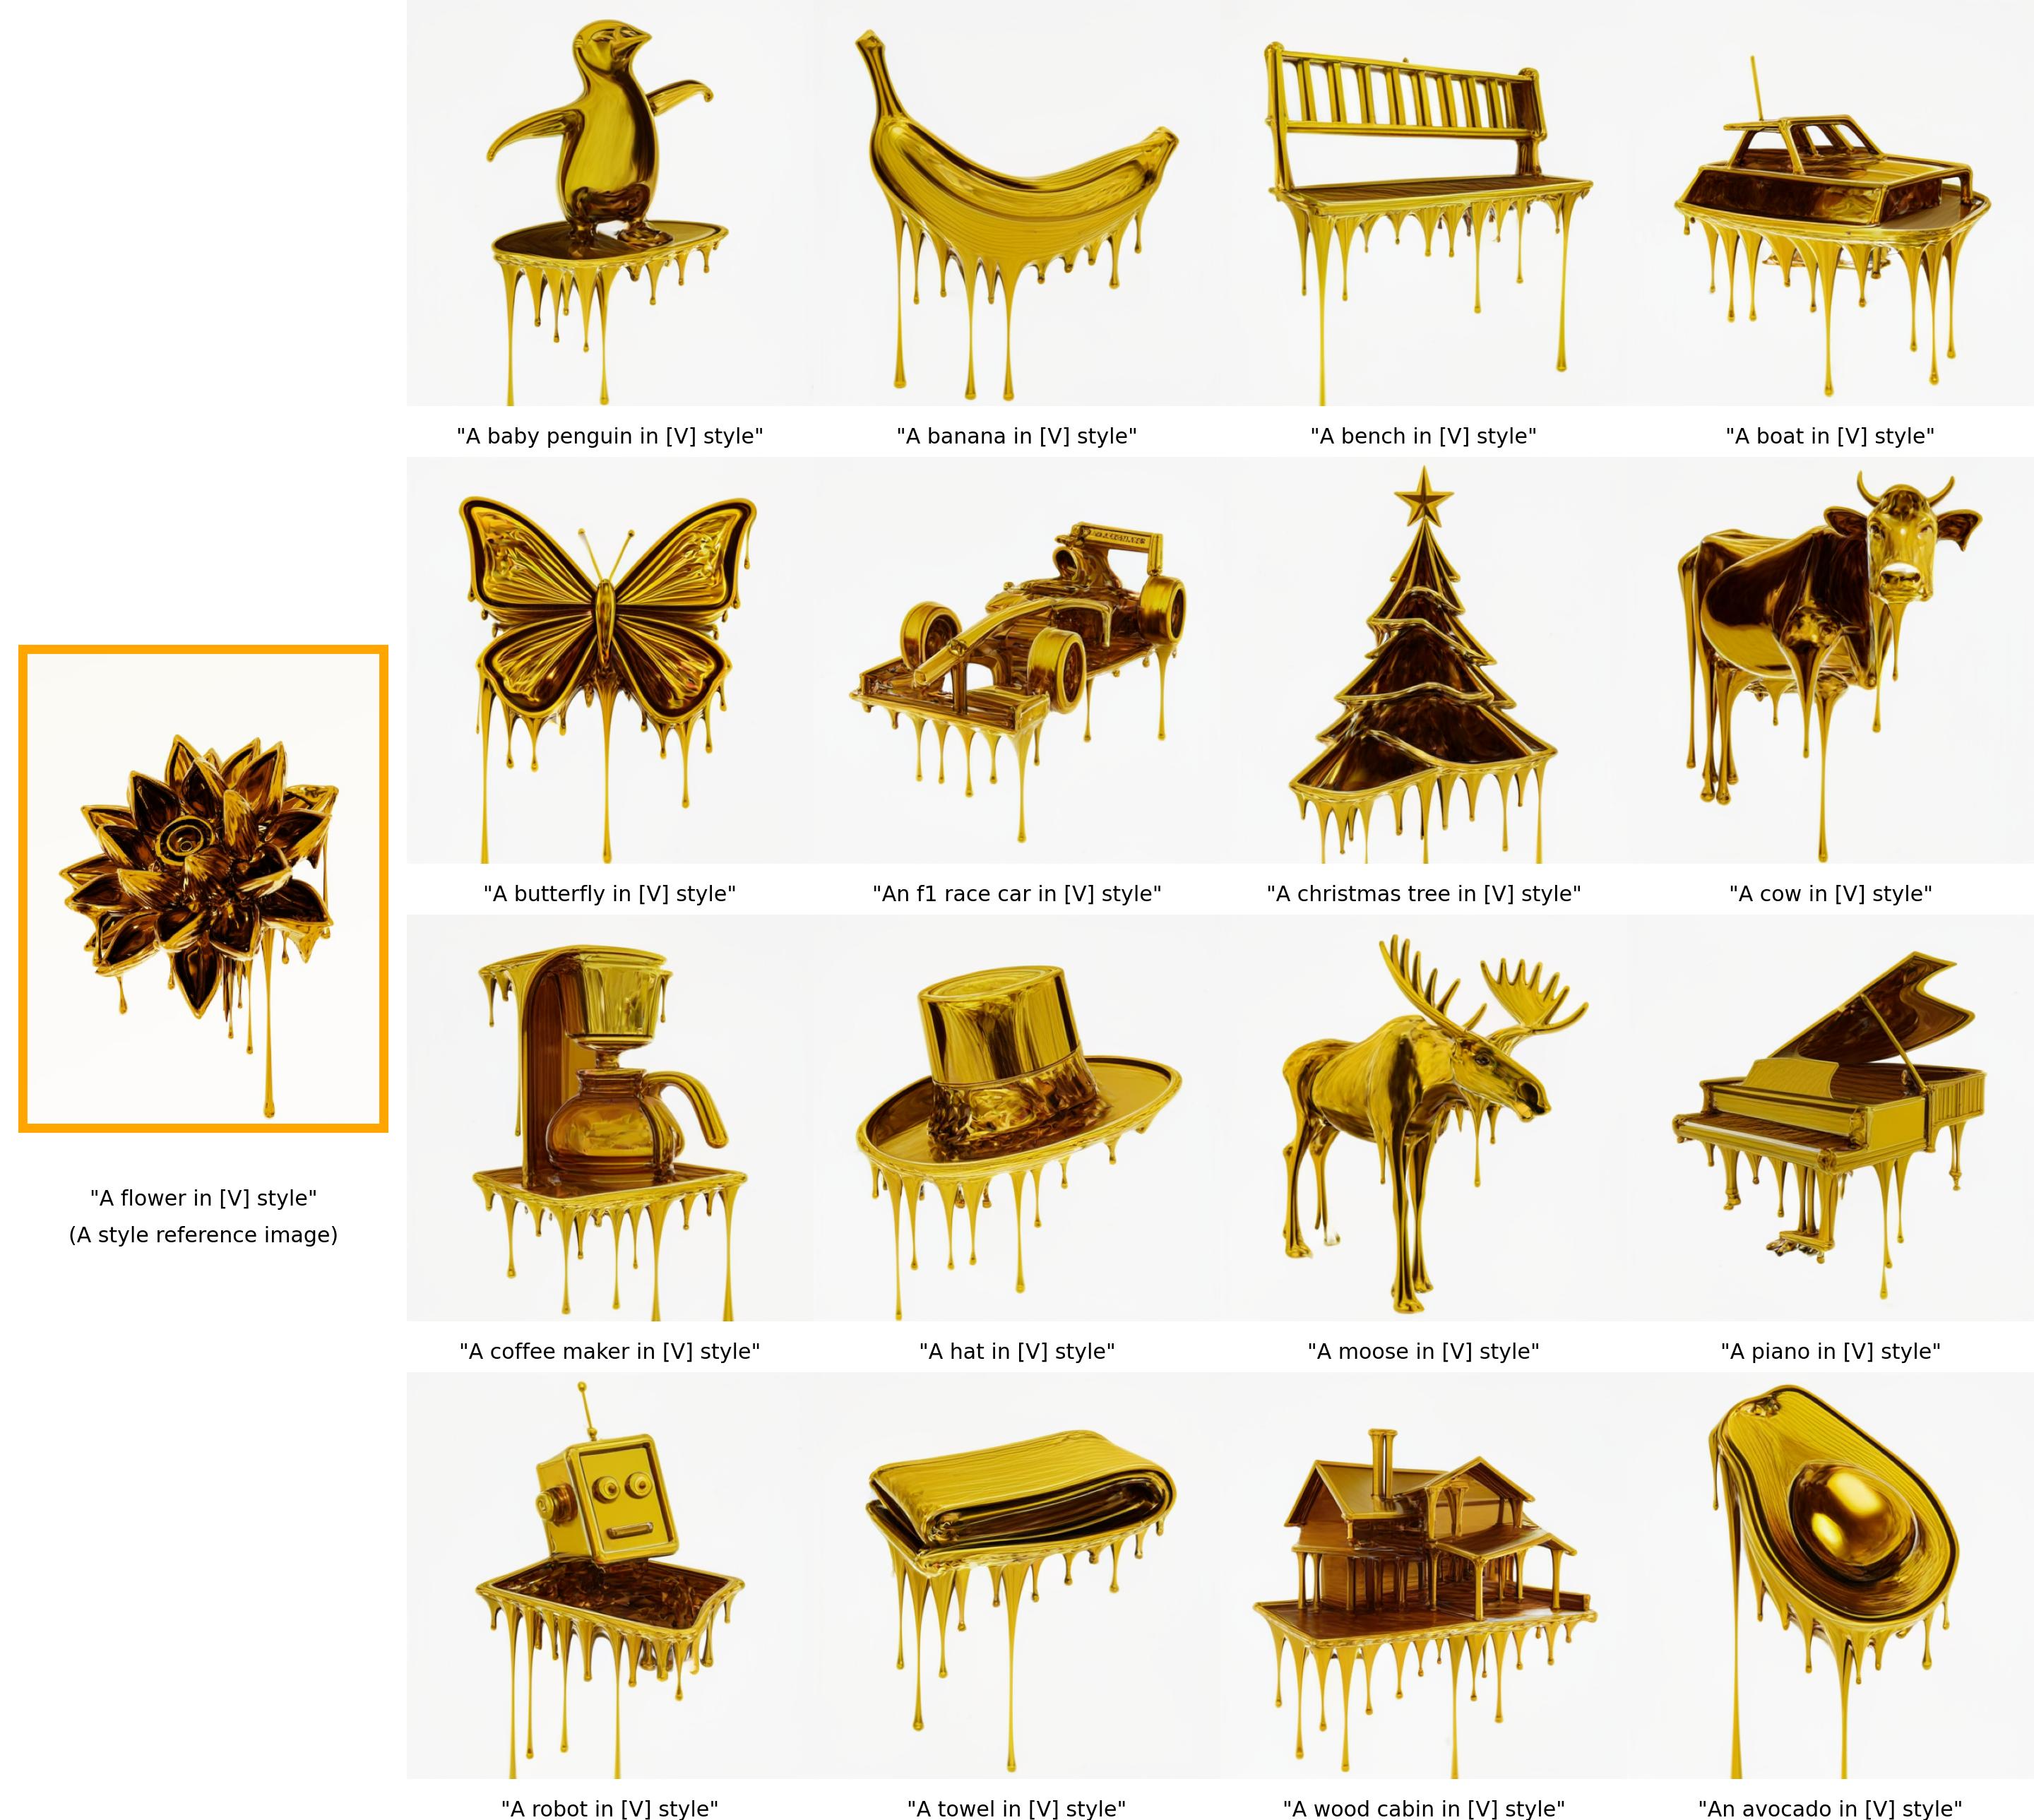 "A baby penguin in [V] style"
"A banana in [V] style"
"A bench in [V] style"
"A boat in [V] style"
"A butterfly in [V] style"
"An f1 race car in [V] style"
"A christmas tree in [V] style"
"A cow in [V] style"
"A flower in [V] style"
(A style reference image)
"A coffee maker in [V] style"
"A hat in [V] style"
"A moose in [V] style"
"A piano in [V] style"
"A robot in [V] style"
"A towel in [V] style"
"A wood cabin in [V] style"
"An avocado in [V] style"